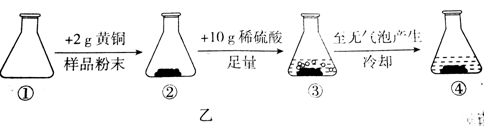 +2 g 黄铜 +10 g 稀硫酸 至无气泡产生
样品粉末 足量 冷却
① ② ③ ④
乙